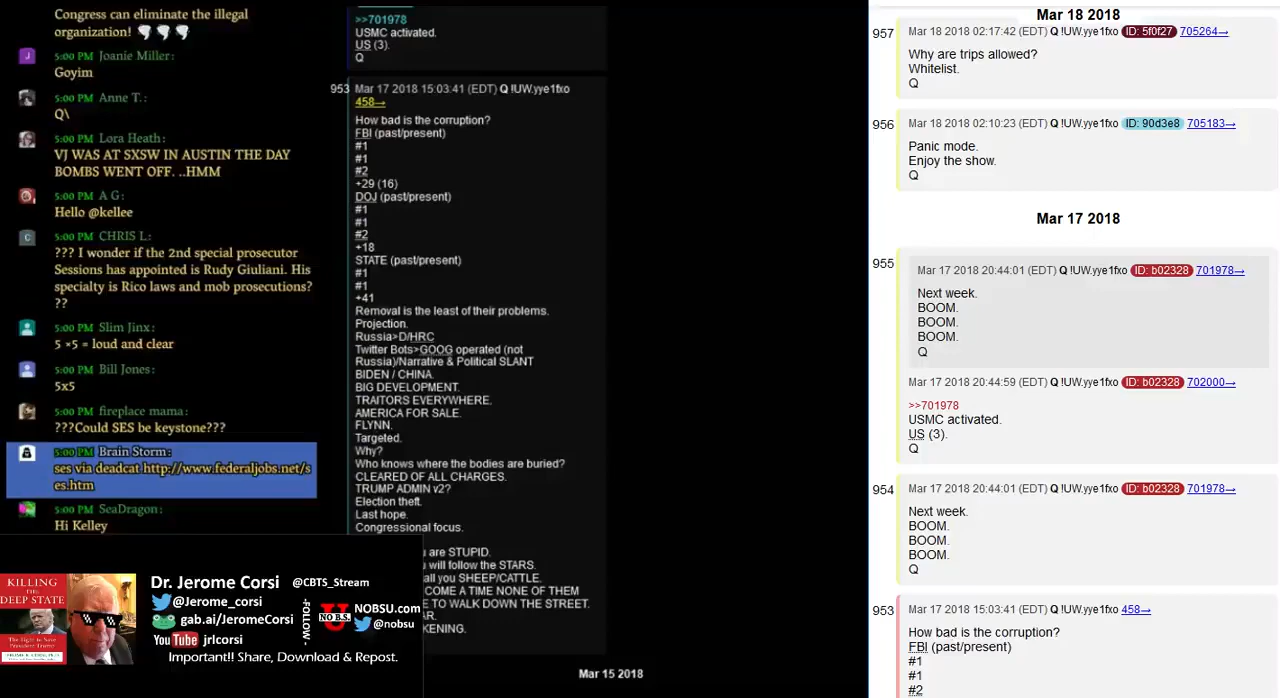 Congress can eliminate the illegal
organization!
5:00 PM Joanie Miller:
Goyim
5:00 PM Anne T.:
Q\
5:00 PM Lora Heath:
VJ WAS AT SXSW IN AUSTIN THE DAY
BOMBS WENT OFF. ..HMM
5:00 PM A G:
Hello @kellee
5:00 PM CHRIS L:
??? I wonder if the 2nd special prosecutor
Sessions has appointed is Rudy Giuliani. His
specialty is Rico laws and mob prosecutions?
??
5:00 PM Slim Jinx:
5 *5 = loud and clear
5:00 PM Bill Jones:
5x5
5:00 PM fireplace mama:
???Could SES be keystone???
5:00 PM Brain Storm:
ses via deadcat http://www.federaljobs.net/s
es.htm
5:00 PM SeaDragon:
Hi Kelley
KILLING
THE
DEEP STATE
Dr. Jerome Corsi @CBTS_Stream
@Jerome_corsi
gab.ai/JeromeCorsi
YouTube jrlcorsi
-FOLLOW-
NO B.S.
NOBSU.com
@nobsu
Important!! Share, Download & Repost.
>>701978
USMC activated.
US (3).
Q
953 Mar 17 2018 15:03:41 (EDT) Q !UW.yye1fxo
458→
How bad is the corruption?
FBI (past/present)
#1
#1
#2
+29 (16)
DOJ (past/present)
#1
#1
#2
+18
STATE (past/present)
#1
#1
+41
Removal is the least of their problems.
Projection.
Russia>D/HRC
Twitter Bots>GOOG operated (not
Russia)/Narrative & Political SLANT
BIDEN / CHINA.
BIG DEVELOPMENT.
TRAITORS EVERYWHERE.
AMERICA FOR SALE.
FLYNN.
Targeted.
Why?
Who knows where the bodies are buried?
CLEARED OF ALL CHARGES.
TRUMP ADMIN v2?
Election theft.
Last hope.
Congressional focus.
are STUPID.
will follow the STARS.
all you SHEEP/CATTLE.
COME A TIME NONE OF THEM
E TO WALK DOWN THE STREET.
AR.
KENING.
Mar 15 2018
Mar 18 2018
957 Mar 18 2018 02:17:42 (EDT) Q !UW.yye1fxo ID: 5f0f27 705264→
Why are trips allowed?
Whitelist.
Q
956 Mar 18 2018 02:10:23 (EDT) Q !UW.yye1fxo ID: 90d3e8 705183→
Panic mode.
Enjoy the show.
Q
Mar 17 2018
955 Mar 17 2018 20:44:01 (EDT) Q !UW.yye1fxo ID: b02328 701978→
Next week.
BOOM.
BOOM.
BOOM.
Q
Mar 17 2018 20:44:59 (EDT) Q !UW.yye1fxo ID: b02328 702000→
>>701978
USMC activated.
US (3).
Q
954 Mar 17 2018 20:44:01 (EDT) Q !UW.yye1fxo ID: b02328 701978→
Next week.
BOOM.
BOOM.
BOOM.
Q
953 Mar 17 2018 15:03:41 (EDT) Q !UW.yye1fxo 458→
How bad is the corruption?
FBI (past/present)
#1
#1
#2